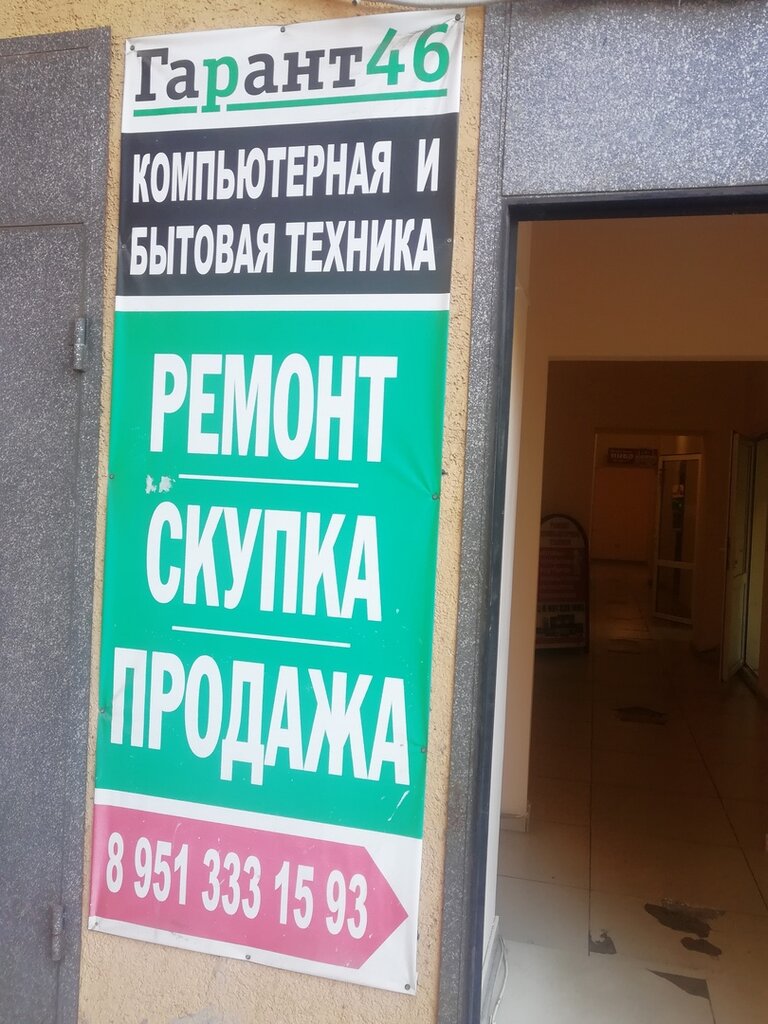 Гарант46
КОМПЬЮТЕРНАЯ И
БЫТОВАЯ ТЕХНИКА
РЕМОНТ
СКУПКА
ПРОДАЖА
8 951 333 15 93